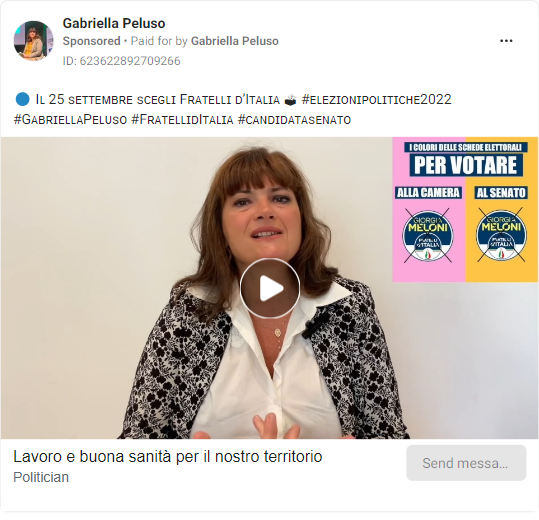 Gabriella Peluso
Sponsored • Paid for by Gabriella Peluso
ID: 623622892709266
Il 25 settembre scegli Fratelli d'Italia #elezionipolitiche2022
#GabriellaPeluso #FratellidItalia #candidatasenato
I COLORI DELLE SCHEDE ELETTORALI
PER VOTARE
ALLA CAMERA AL SENATO
GIORGIA GIORGIA
MELONI MELONI
FRATELLI FRATELLI
d'ITALIA d'ITALIA
Lavoro e buona sanità per il nostro territorio
Politician
Send messa...